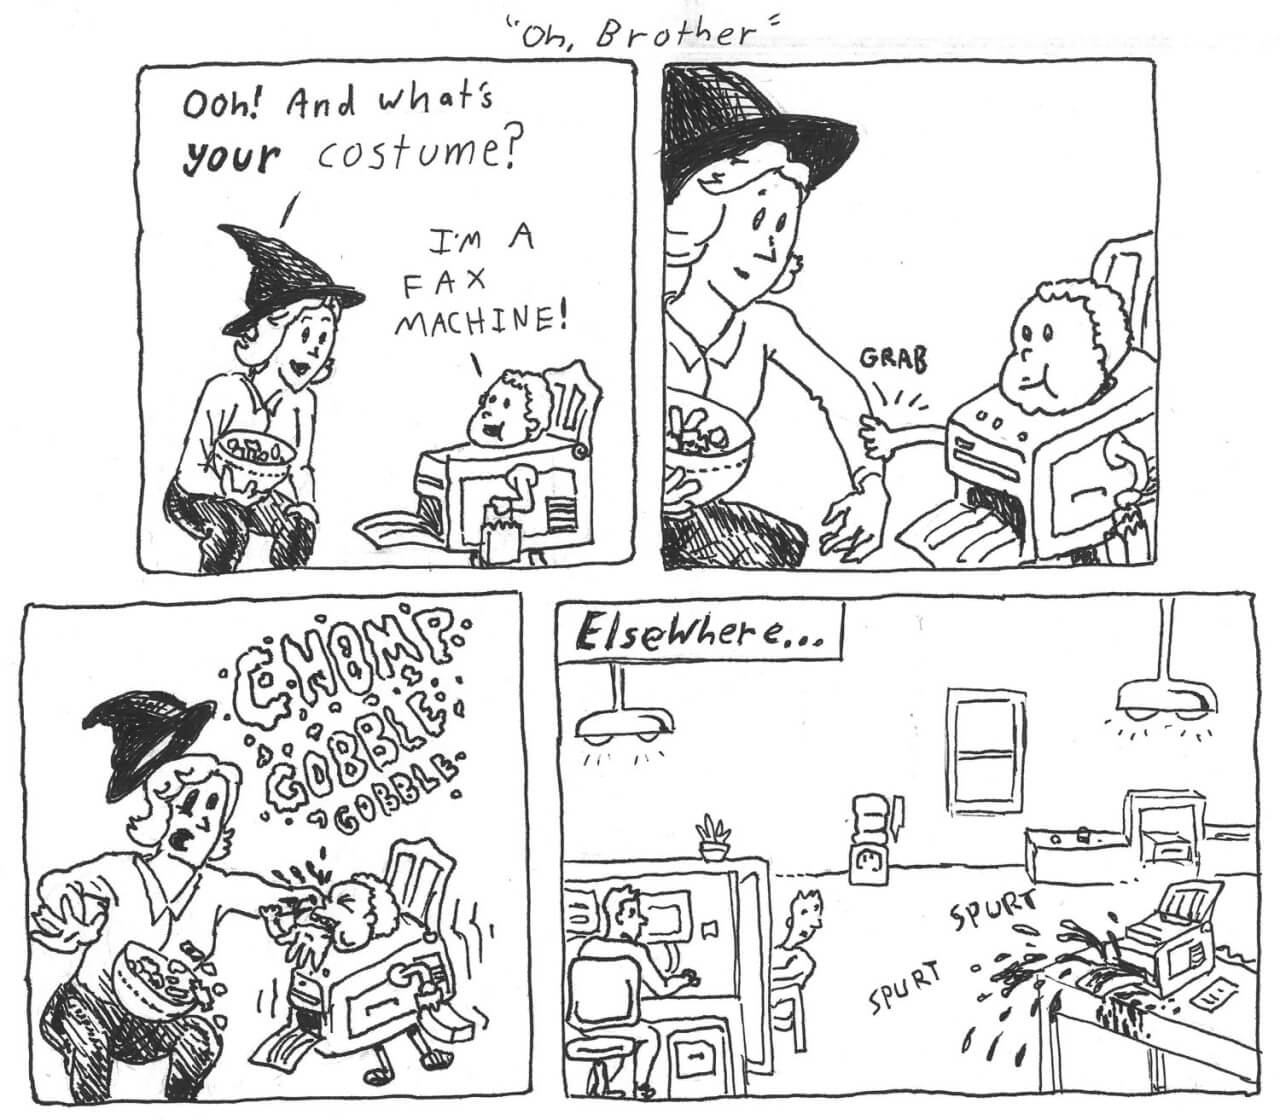 "Oh, Brother"
Ooh! And what's
your costume?
I'M A
FAX
MACHINE!
GRAB
CHOMP
GOBBLE
GOBBLE
ElseWhere...
SPURT
SPURT